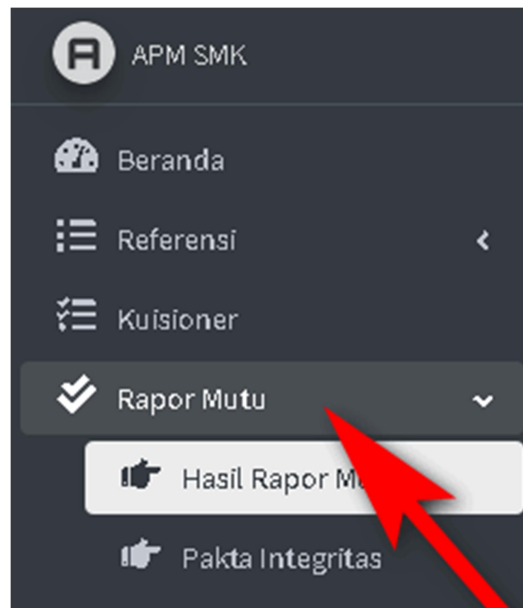 APM SMK
Beranda
Referensi
Kuisioner
Rapor Mutu
Hasil Rapor
Pakta Integritas